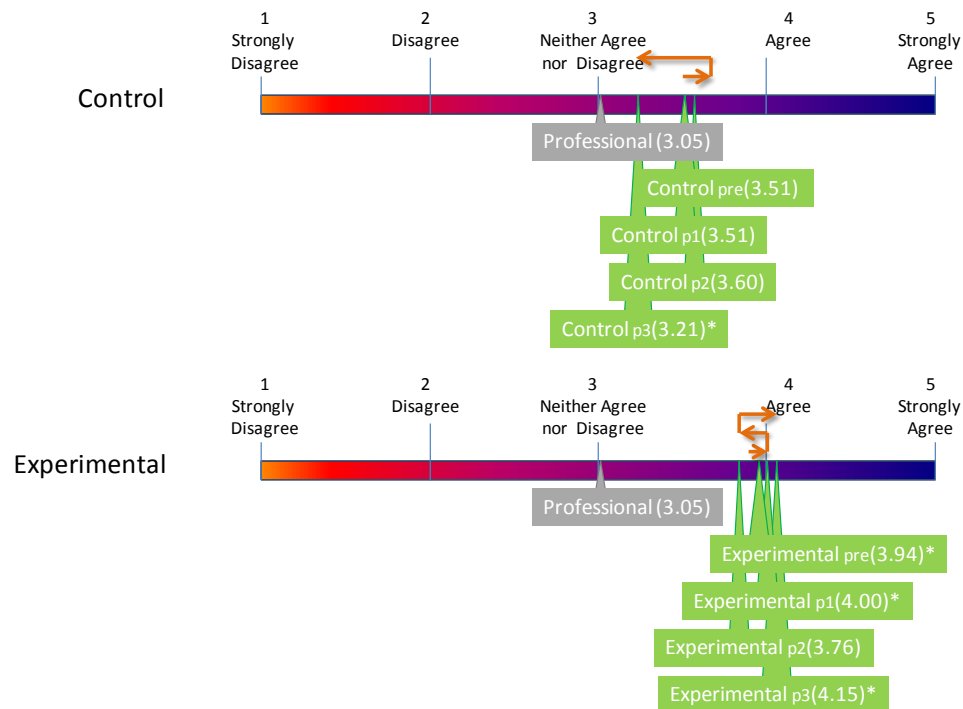 1 2 3 4 5
Strongly Disagree Neither Agree Agree Strongly
Disagree nor Disagree Agree
Control
Professional (3.05)
Control pre(3.51)
Control p1(3.51)
Control p2(3.60)
Control p3(3.21)*
1 2 3 4 5
Strongly Disagree Neither Agree Agree Strongly
Disagree nor Disagree Agree
Experimental
Professional (3.05)
Experimental pre(3.94)*
Experimental p1(4.00)*
Experimental p2(3.76)
Experimental p3(4.15)*